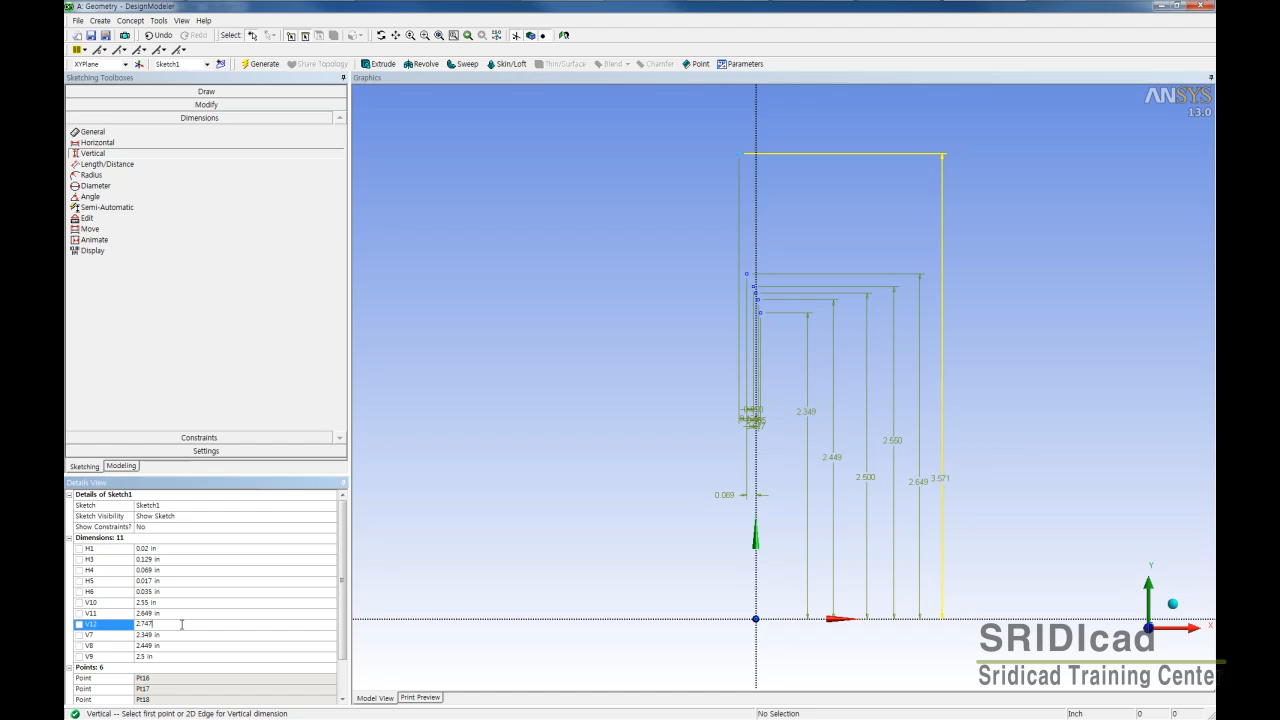 A: Geometry - DesignModeler
File Create Concept Tools View Help
Undo Redo Select:
XYPlane Sketch1 Generate Share Topology Extrude Revolve Sweep Skin/Loft Thin/Surface Blend Chamfer Point Parameters
Sketching Toolboxes
Graphics
Draw
Modify
Dimensions
General
Horizontal
Vertical
Length/Distance
Radius
Diameter
Angle
Semi-Automatic
Edit
Move
Animate
Display
Constraints
Settings
Sketching Modeling
Details View
Details of Sketch1
Sketch Sketch1
Sketch Visibility Show Sketch
Show Constraints? No
Dimensions: 11
H1 0.02 in
H3 0.129 in
H4 0.069 in
H5 0.017 in
H6 0.035 in
V10 2.55 in
V11 2.649 in
V12 2.747
V7 2.349 in
V8 2.449 in
V9 2.5 in
Points: 6
Point Pt16
Point Pt17
Point Pt18
ANSYS
13.0
2.349
2.449
2.500
2.550
2.649
3.571
0.069
Y
X
SRIDIcad
Sridicad Training Center
Model View Print Preview
Vertical -- Select first point or 2D Edge for Vertical dimension
No Selection
Inch
0
0